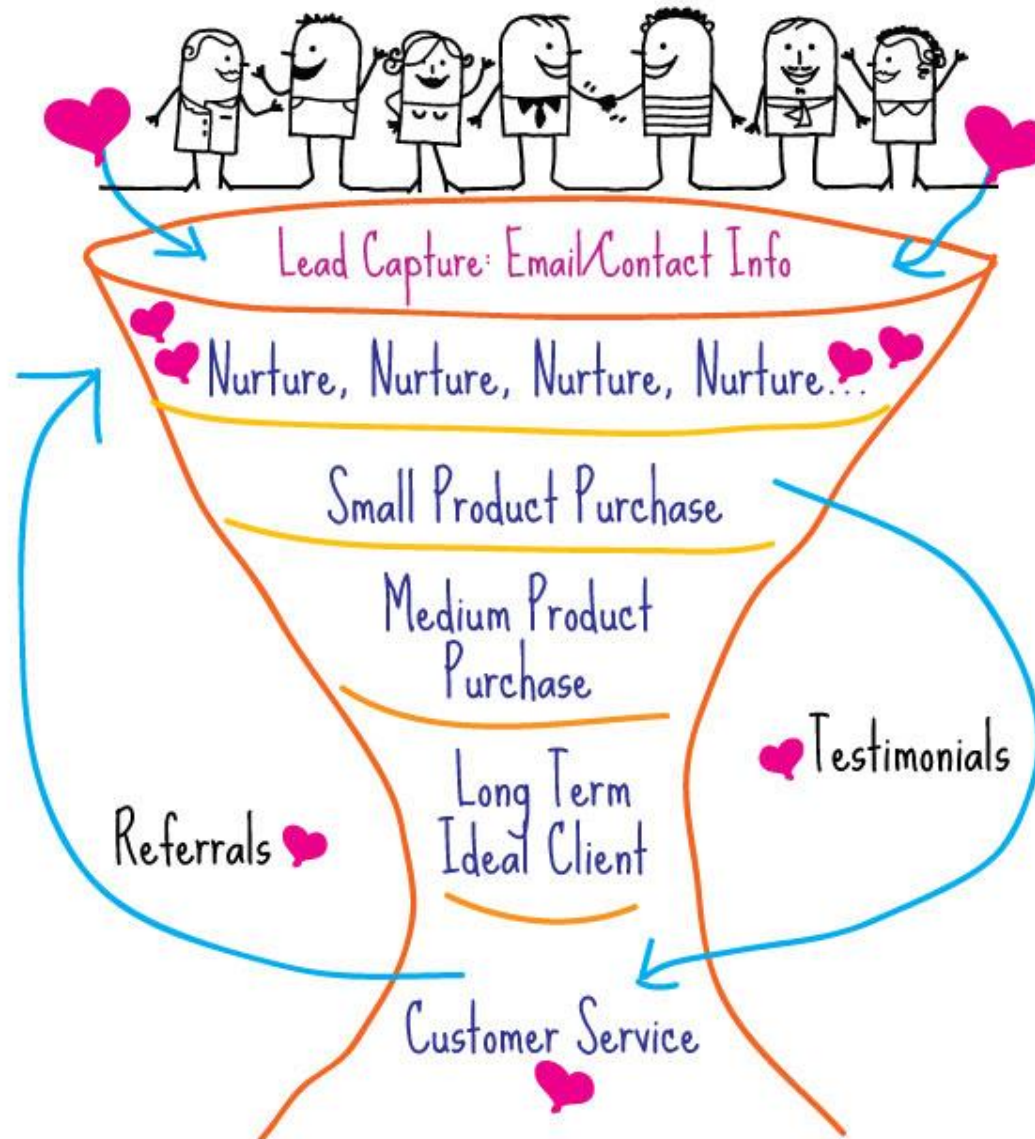 Lead Capture: Email/Contact Info
Nurture, Nurture, Nurture, Nurture...
Small Product Purchase
Medium Product
Purchase
Testimonials
Long Term
Ideal Client
Referrals
Customer Service